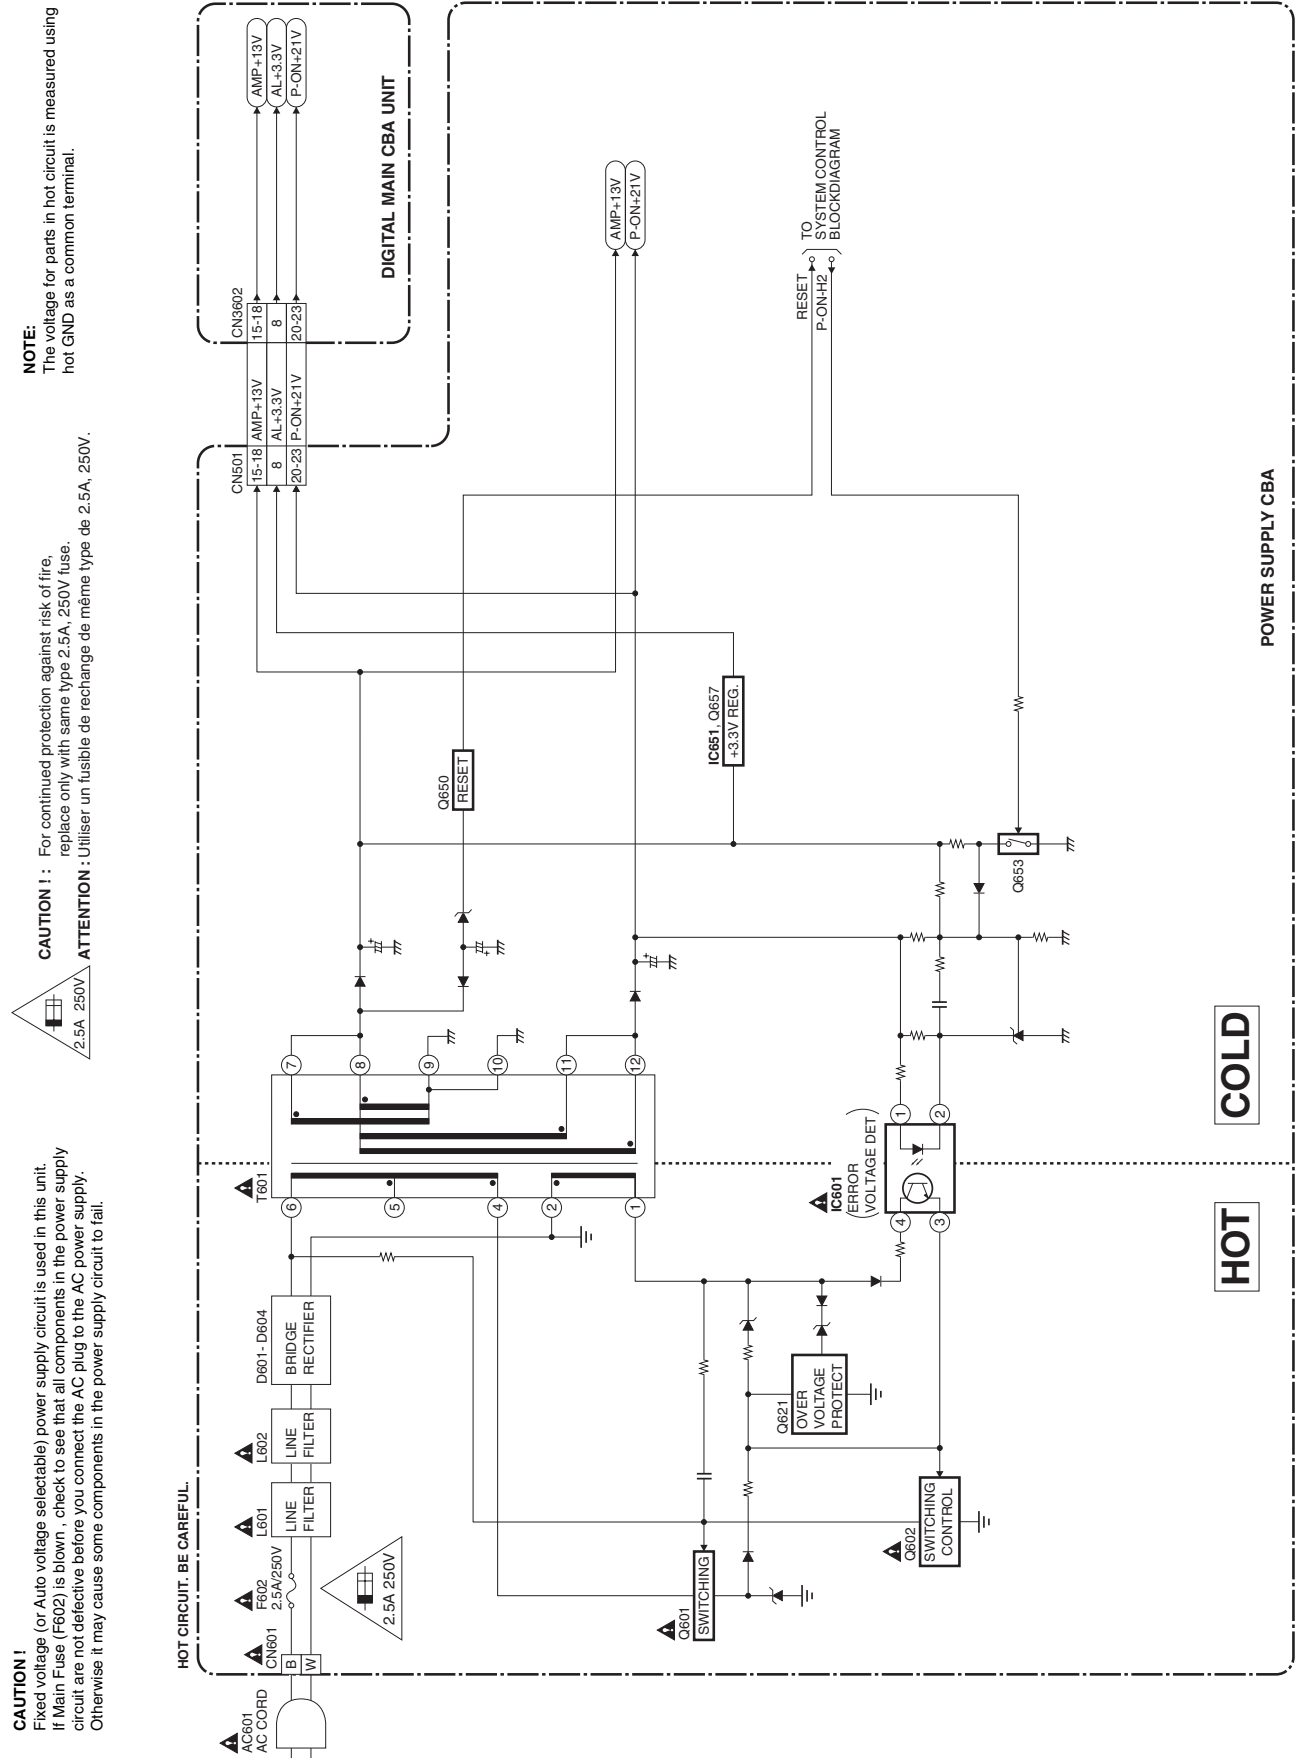 CAUTION !
Fixed voltage (or Auto voltage selectable) power supply circuit is used in this unit.
If Main Fuse (F602) is blown , check to see that all components in the power supply
circuit are not defective before you connect the AC plug to the AC power supply.
Otherwise it may cause some components in the power supply circuit to fail.
2.5A 250V
CAUTION ! : For continued protection against risk of fire,
replace only with same type 2.5A, 250V fuse.
ATTENTION : Utiliser un fusible de rechange de même type de 2.5A, 250V.
NOTE:
The voltage for parts in hot circuit is measured using
hot GND as a common terminal.
HOT CIRCUIT. BE CAREFUL.
AC601
AC CORD
CN601
B
W
F602
2.5A/250V
2.5A 250V
L601
LINE
FILTER
L602
LINE
FILTER
D601- D604
BRIDGE
RECTIFIER
T601
6
5
4
2
1
7
8
9
10
11
12
CN501
15-18
8
20-23
AMP+13V
AL+3.3V
P-ON+21V
CN3602
15-18
8
20-23
AMP+13V
AL+3.3V
P-ON+21V
DIGITAL MAIN CBA UNIT
Q650
RESET
AMP+13V
P-ON+21V
IC651, Q657
+3.3V REG.
RESET
P-ON-H2
TO
SYSTEM CONTROL
BLOCKDIAGRAM
Q601
SWITCHING
Q621
OVER
VOLTAGE
PROTECT
Q602
SWITCHING
CONTROL
IC601
ERROR
VOLTAGE DET
4
3
1
2
Q653
HOT
COLD
POWER SUPPLY CBA